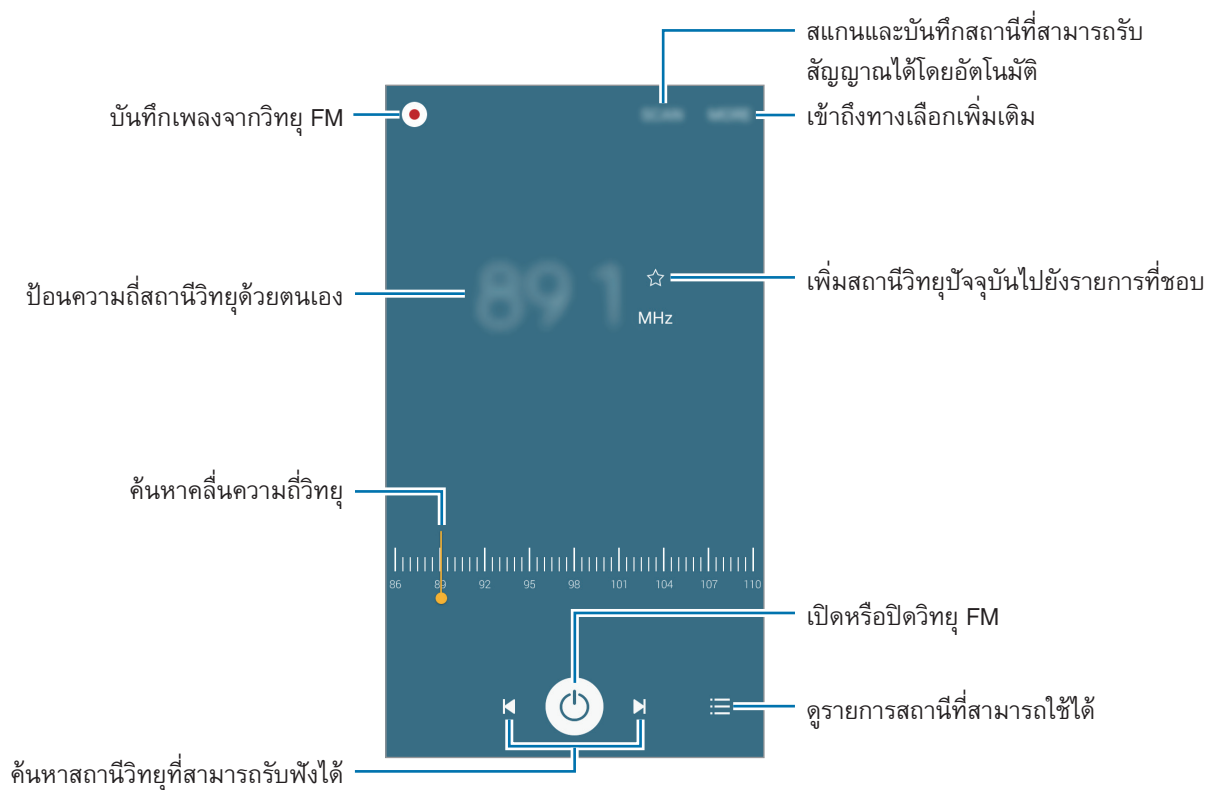 สแกนและบันทึกสถานีที่สามารถรับ
สัญญาณได้โดยอัตโนมัติ
บันทึกเพลงจากวิทยุ FM
SCAN MORE
เข้าถึงทางเลือกเพิ่มเติม
ป้อนความถี่สถานีวิทยุด้วยตนเอง
89 1
MHz
เพิ่มสถานีวิทยุปัจจุบันไปยังรายการที่ชอบ
ค้นหาคลื่นความถี่วิทยุ
86 89 92 95 98 101 104 107 110
เปิดหรือปิดวิทยุ FM
ดูรายการสถานีที่สามารถใช้ได้
ค้นหาสถานีวิทยุที่สามารถรับฟังได้